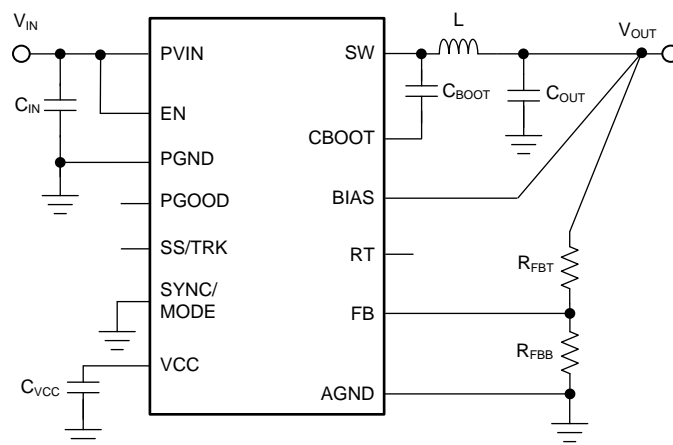 VIN
PVIN
SW
L
VOUT
CIN
EN
CBOOT
COUT
PGND
CBOOT
PGOOD
BIAS
SS/TRK
RT
RFBT
SYNC/
MODE
FB
RFBB
VCC
CVCC
AGND